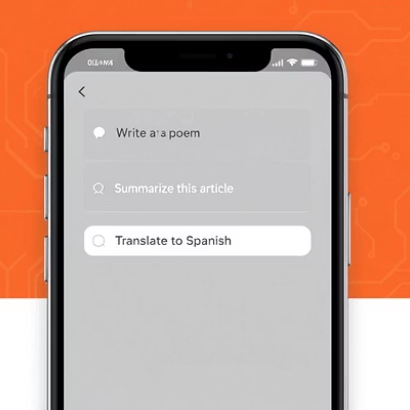 Write a poem
Summarize this article
Translate to Spanish